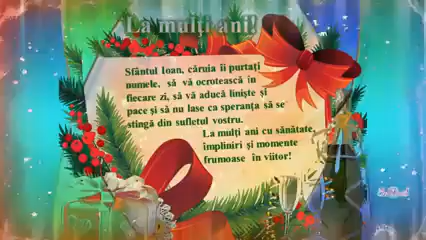 La mulți ani!
Sfântul Ioan, căruia îi purtați
numele, să vă ocrotească în
fiecare zi, să vă aducă liniște și
pace și să nu lase ca speranța să se
stingă din sufletul vostru.
La mulți ani cu sănătate,
împliniri și momente
frumoase în viitor!